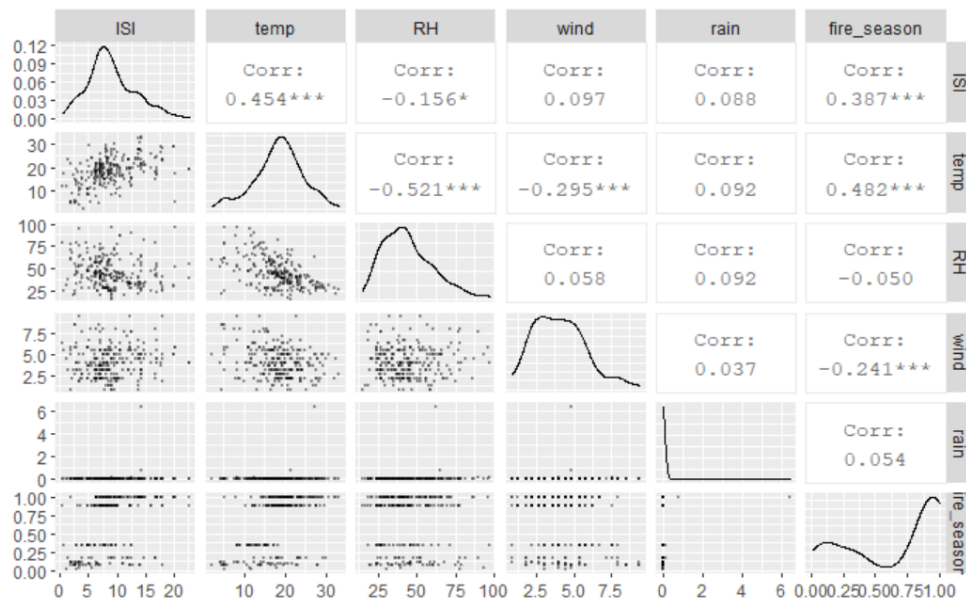 ISI temp RH wind rain fire_season
0.12
0.09
0.06
0.03
0.00
Corr: Corr: Corr: Corr: Corr:
0.454*** -0.156* 0.097 0.088 0.387***
ISI
30
20
10
Corr: Corr: Corr: Corr:
-0.521*** -0.295*** 0.092 0.482***
temp
100
75
50
25
Corr: Corr: Corr:
0.058 0.092 -0.050
RH
7.5
5.0
2.5
Corr: Corr:
0.037 -0.241***
wind
6
4
2
0
Corr:
0.054
rain
1.00
0.75
0.50
0.25
0.00
ire_seasor
0 5 10 15 20 10 20 30 25 50 75 100 2.5 5.0 7.5 0 2 4 6 0.000.250.500.751.00